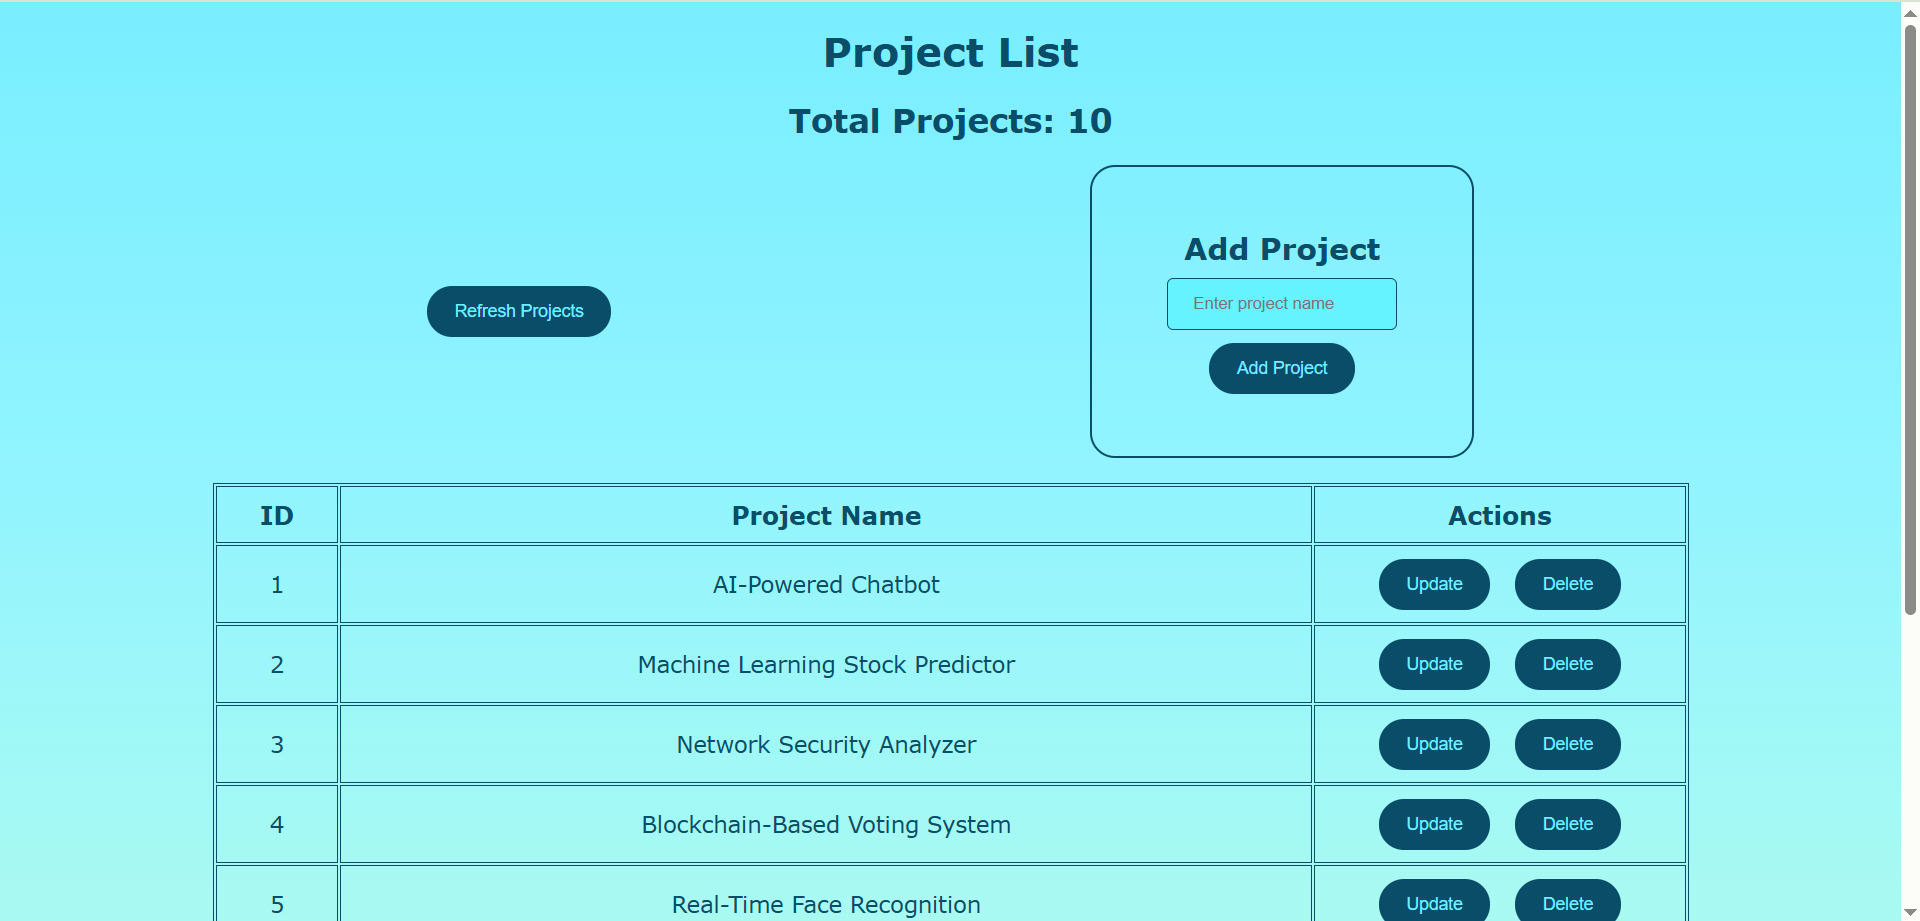 Project List
Total Projects: 10
Refresh Projects
Add Project
Enter project name
Add Project
ID Project Name Actions
1 AI-Powered Chatbot Update Delete
2 Machine Learning Stock Predictor Update Delete
3 Network Security Analyzer Update Delete
4 Blockchain-Based Voting System Update Delete
5 Real-Time Face Recognition Update Delete